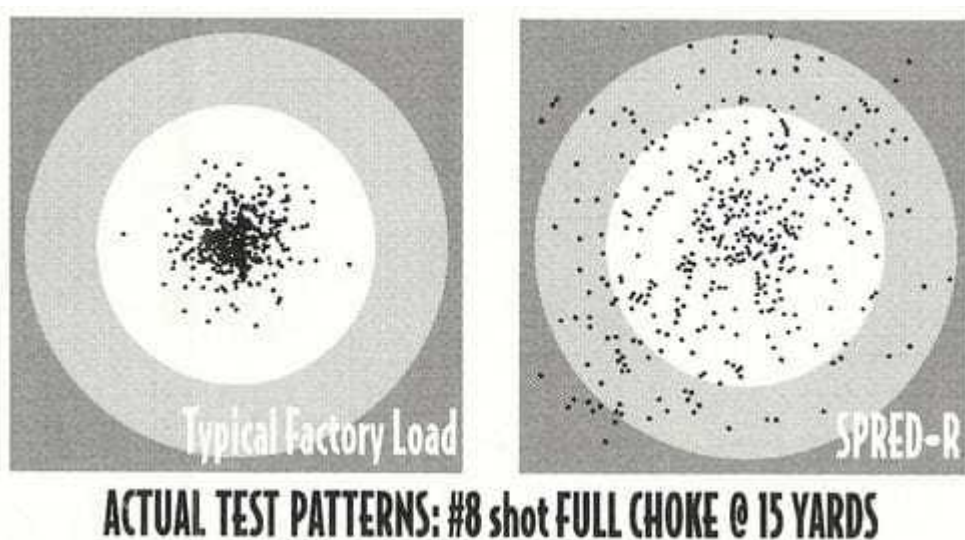 Typical Factory Load
SPRED-R
ACTUAL TEST PATTERNS: #8 shot FULL CHOKE @ 15 YARDS